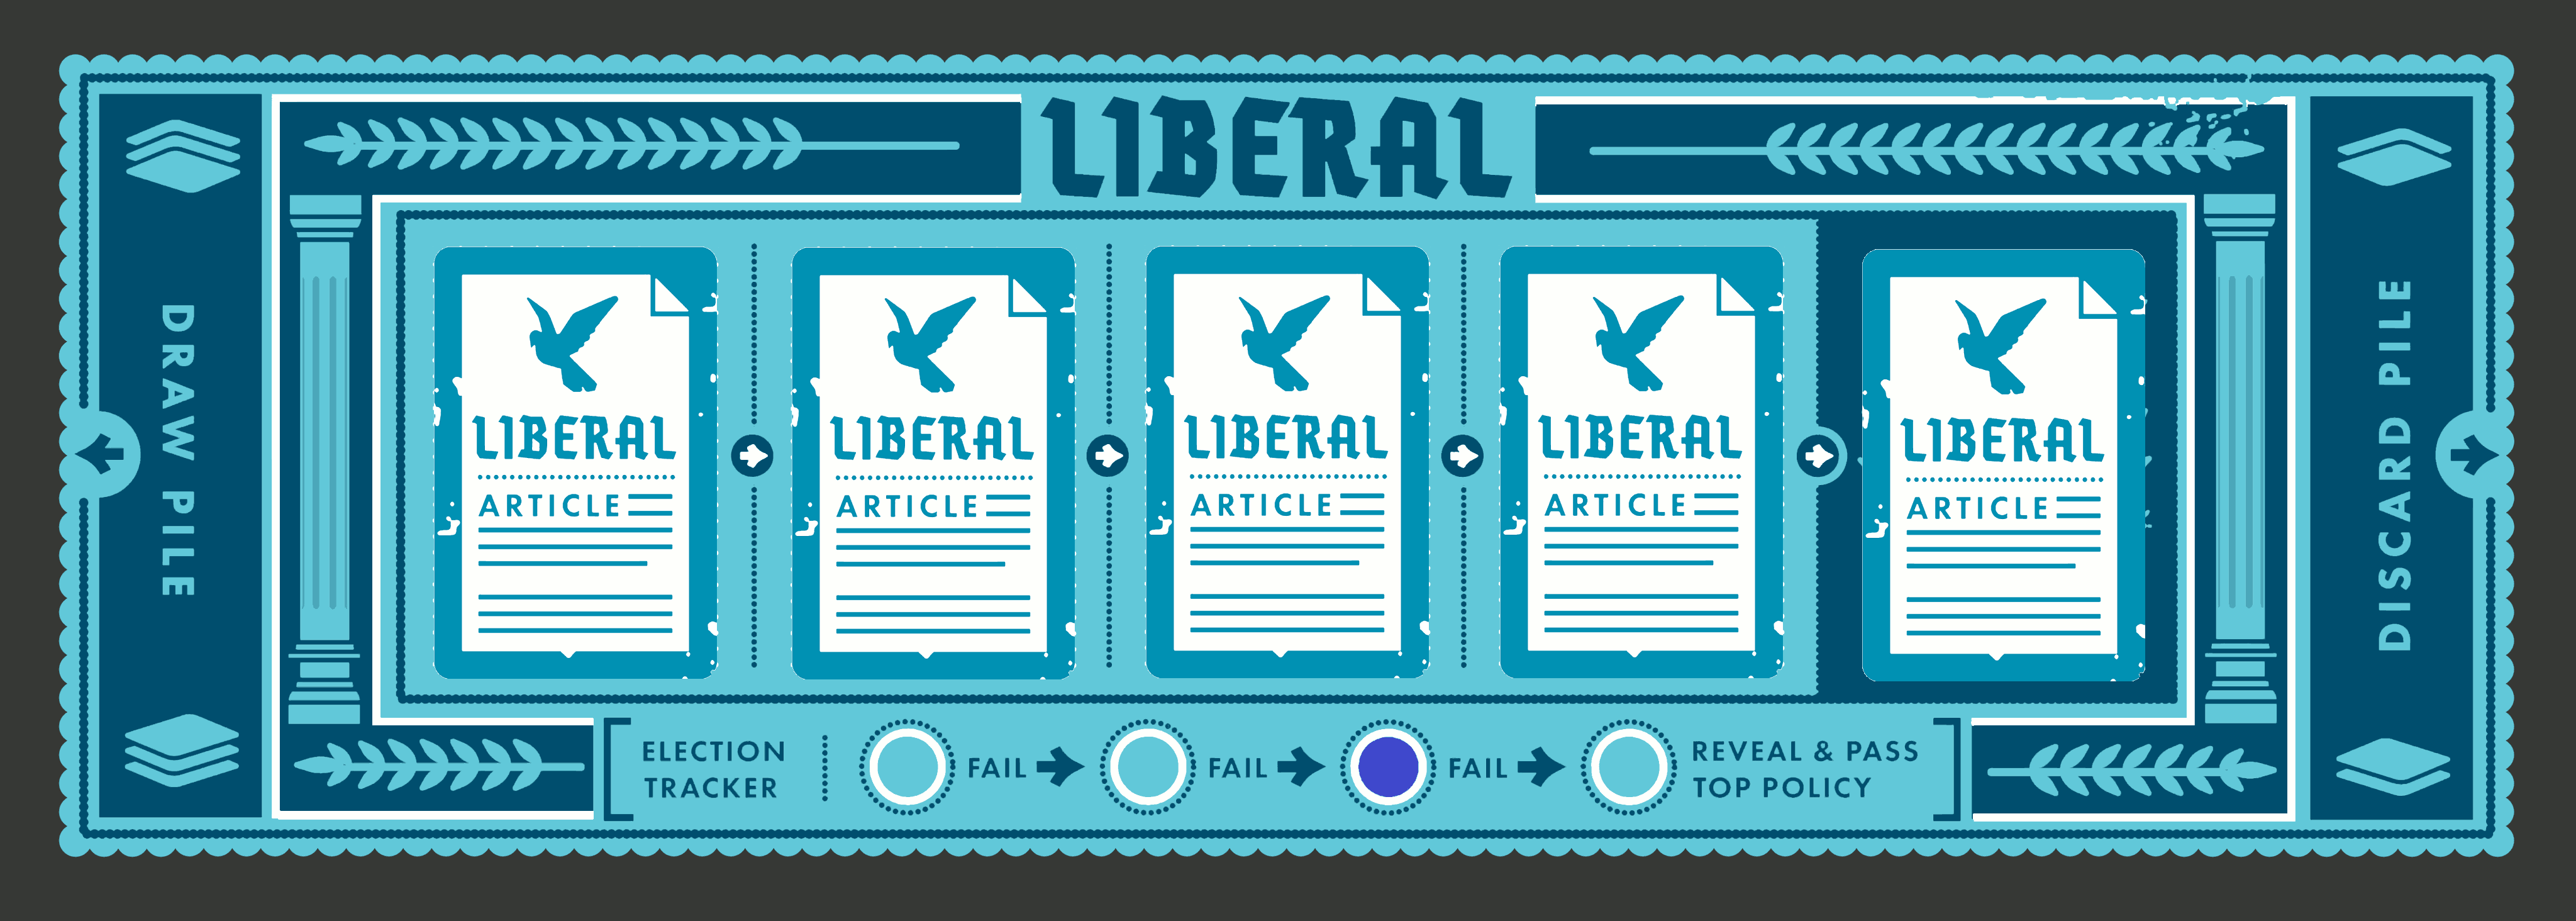 LIBERAL
DRAW PILE
LIBERAL
ARTICLE
LIBERAL
ARTICLE
LIBERAL
ARTICLE
LIBERAL
ARTICLE
LIBERAL
ARTICLE
DISCARD PILE
ELECTION
TRACKER
FAIL
FAIL
FAIL
REVEAL & PASS
TOP POLICY